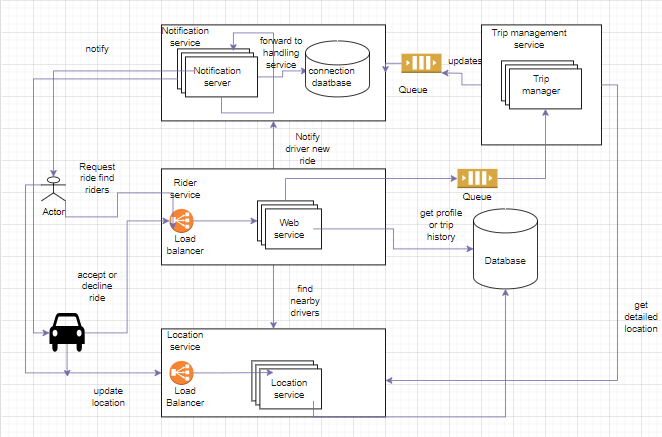 Notification
service
notify
forward to
handling
service
Notification
server
connection
daatbase
Queue
updates
Trip management
service
Trip
manager
Notify
driver new
ride
Request
ride find
riders
Actor
Rider
service
Load
balancer
Web
service
Queue
get profile
or trip
history
Database
accept or
decline
ride
find
nearby
drivers
get
detailed
location
Location
service
update
location
Load
Balancer
Location
service